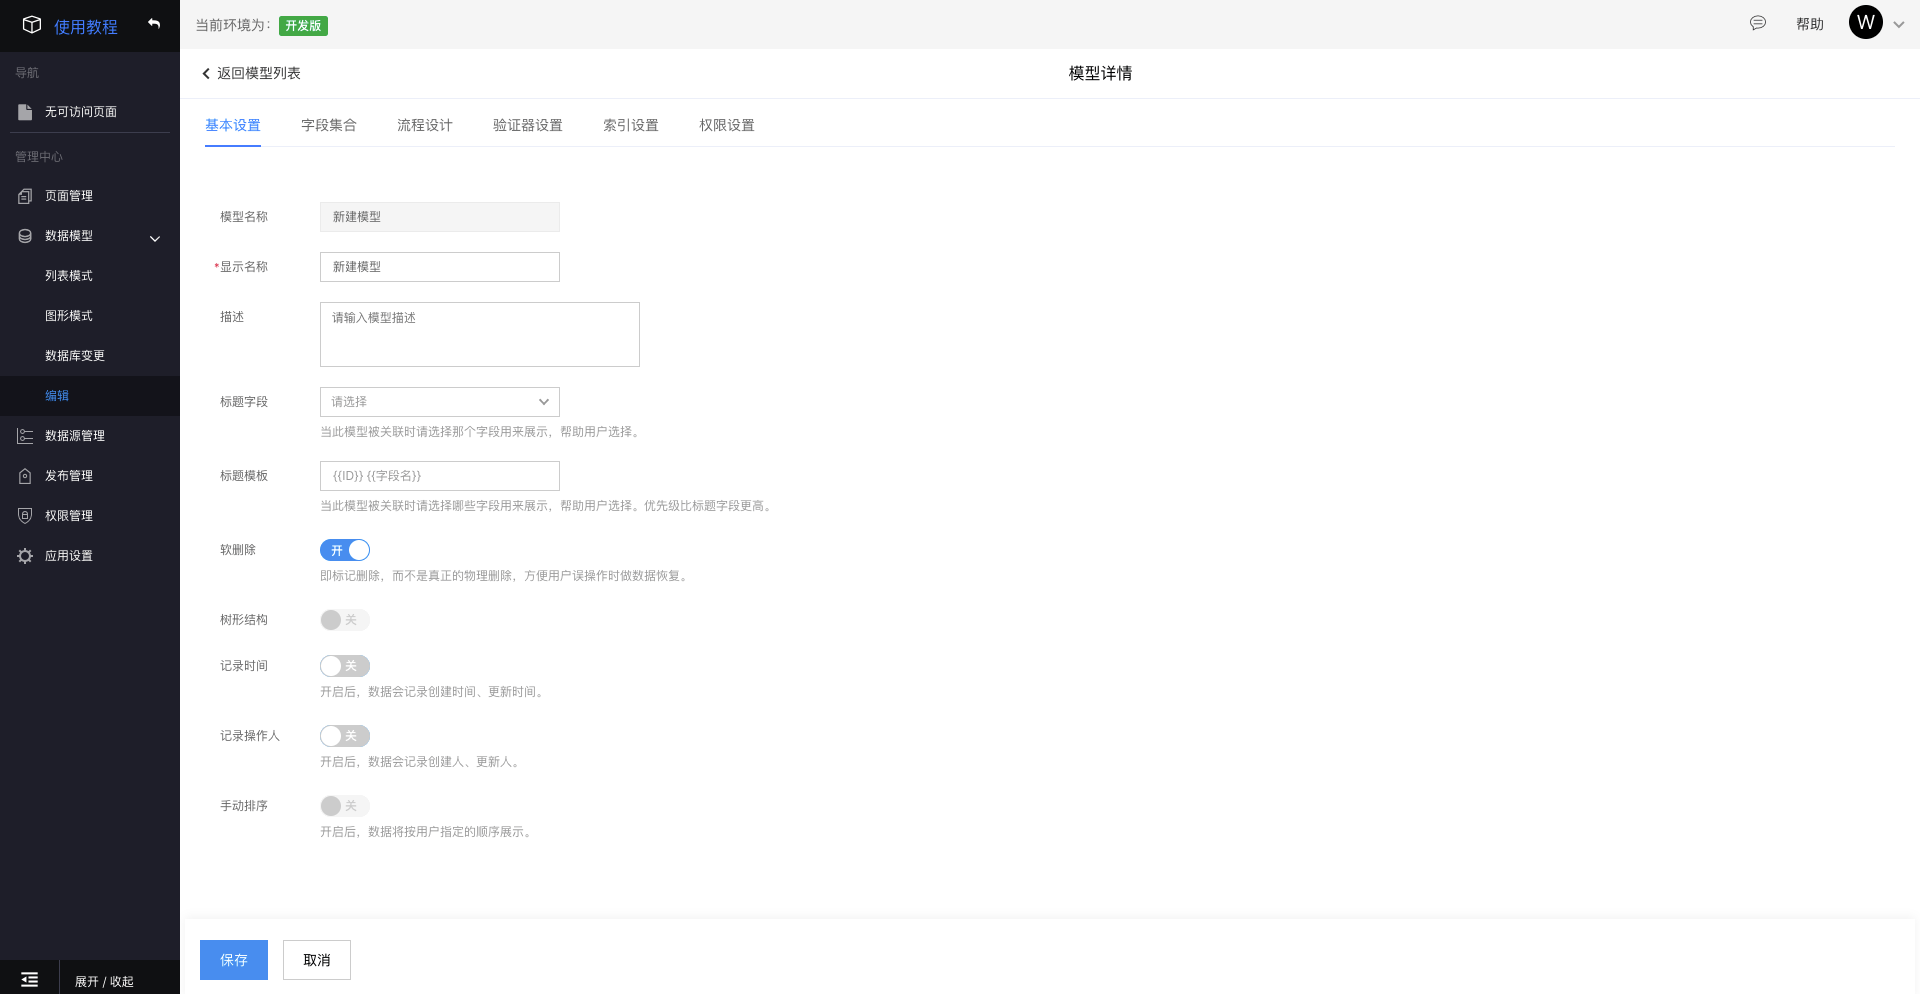 使用教程
导航
无可访问页面
管理中心
页面管理
数据模型
列表模式
图形模式
数据库变更
编辑
数据源管理
发布管理
权限管理
应用设置
展开 / 收起
当前环境为: 开发版
帮助
W
返回模型列表
模型详情
基本设置 字段集合 流程设计 验证器设置 索引设置 权限设置
模型名称 新建模型
*显示名称 新建模型
描述 请输入模型描述
标题字段 请选择
当此模型被关联时请选择那个字段用来展示，帮助用户选择。
标题模板 {{ID}} {{字段名}}
当此模型被关联时请选择哪些字段用来展示，帮助用户选择。优先级比标题字段更高。
软删除 开
即标记删除，而不是真正的物理删除，方便用户误操作时做数据恢复。
树形结构 关
记录时间 关
开启后，数据会记录创建时间、更新时间。
记录操作人 关
开启后，数据会记录创建人、更新人。
手动排序 关
开启后，数据将按用户指定的顺序展示。
保存 取消